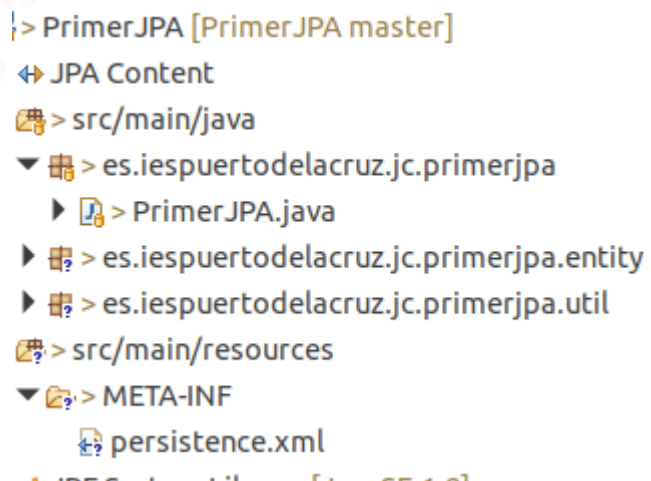 > PrimerJPA [PrimerJPA master]
JPA Content
> src/main/java
> es.iespuertodelacruz.jc.primerjpa
> PrimerJPA.java
> es.iespuertodelacruz.jc.primerjpa.entity
> es.iespuertodelacruz.jc.primerjpa.util
> src/main/resources
> META-INF
persistence.xml